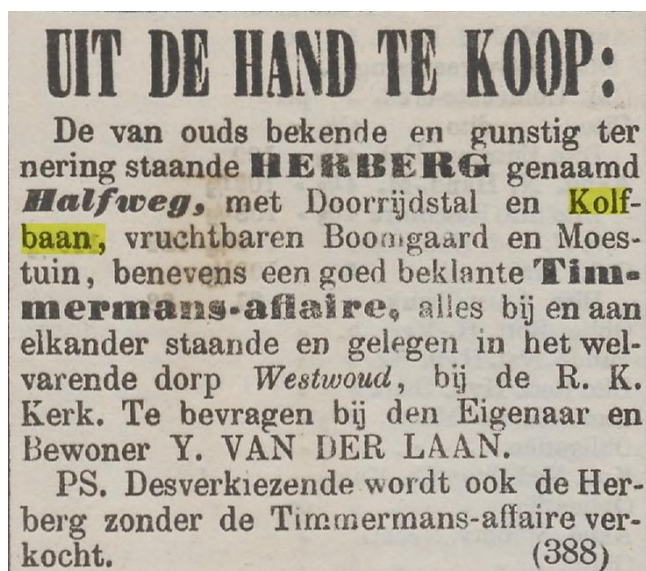 UIT DE HAND TE KOOP:
De van ouds bekende en gunstig ter
nering staande HERBERG genaamd
Halfweg, met Doorrijdstal en Kolf-
baan, vruchtbaren Boomgaard en Moes-
tuin, benevens een goed beklante Tim-
mermans-affaire, alles bij en aan
elkander staande en gelegen in het wel-
varende dorp Westwoud, bij de R. K.
Kerk. Te bevragen bij den Eigenaar en
Bewoner Y. VAN DER LAAN.
PS. Desverkiezende wordt ook de Her-
berg zonder de Timmermans-affaire ver-
kocht. (388)